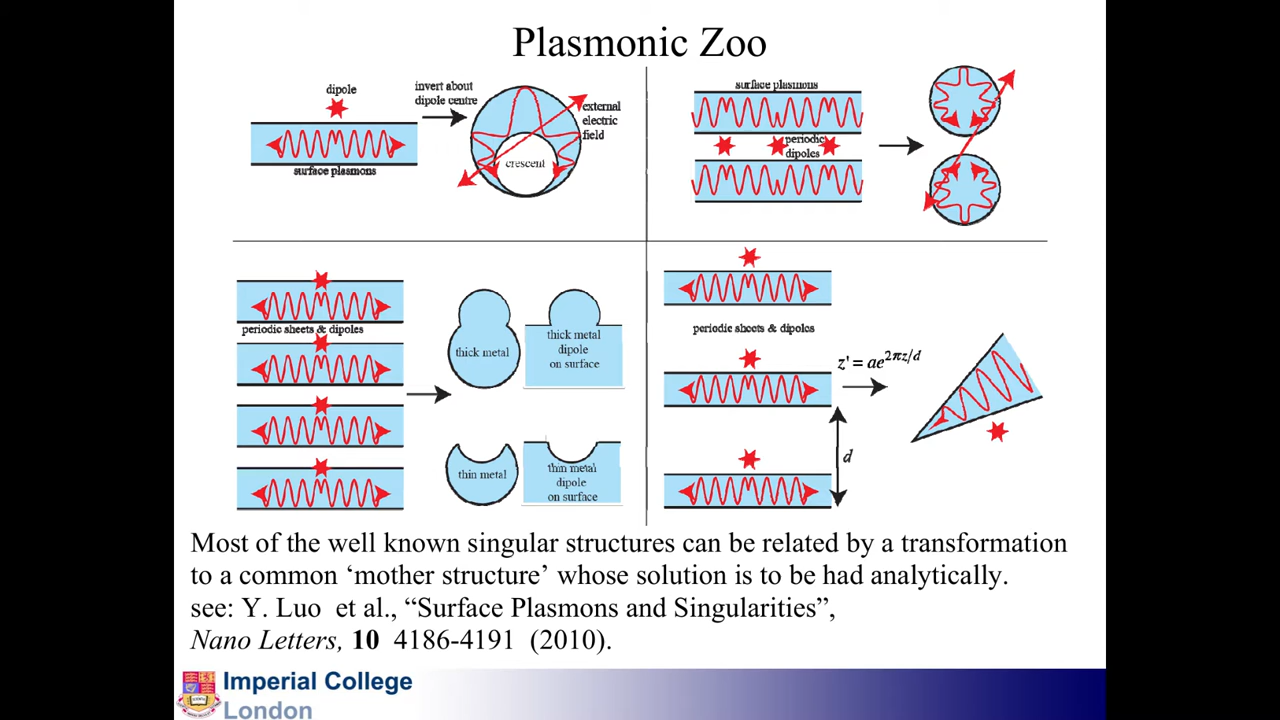 Plasmonic Zoo
dipole
surface plasmons
invert about
dipole centre
crescent
external
electric
field
surface plasmons
periodic
dipoles
periodic sheets & dipoles
thick metal
thick metal
dipole
on surface
thin metal
thin metal
dipole
on surface
periodic sheets & dipoles
z' = ae^{2πz/d}
d
Most of the well known singular structures can be related by a transformation
to a common ‘mother structure’ whose solution is to be had analytically.
see: Y. Luo et al., “Surface Plasmons and Singularities”,
Nano Letters, 10 4186-4191 (2010).
Imperial College
London